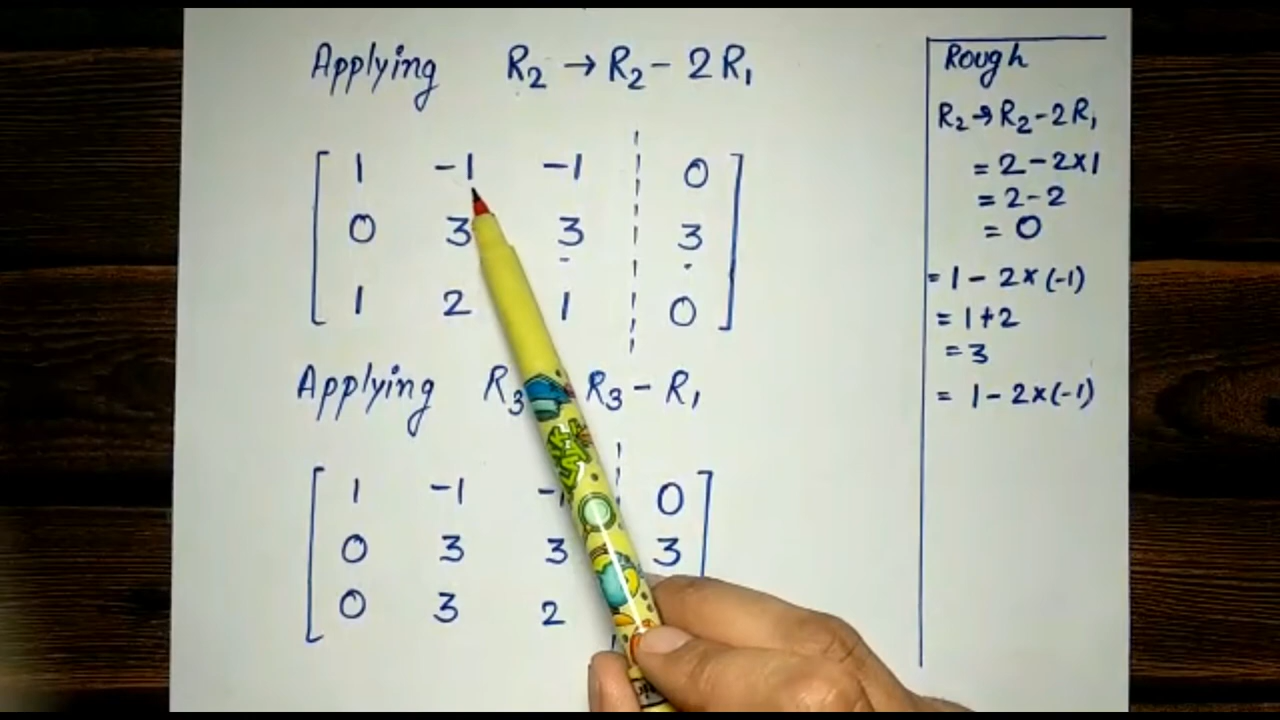 Applying R₂ → R₂ - 2R₁
1 -1 -1 0
0 3 3 3
1 2 1 0
Applying R₃ R₃ - R₁
1 -1 -1 0
0 3 3 3
0 3 2
Rough
R₂ → R₂ - 2R₁
= 2 - 2×1
= 2 - 2
= 0
= 1 - 2×(-1)
= 1+2
= 3
= 1 - 2×(-1)